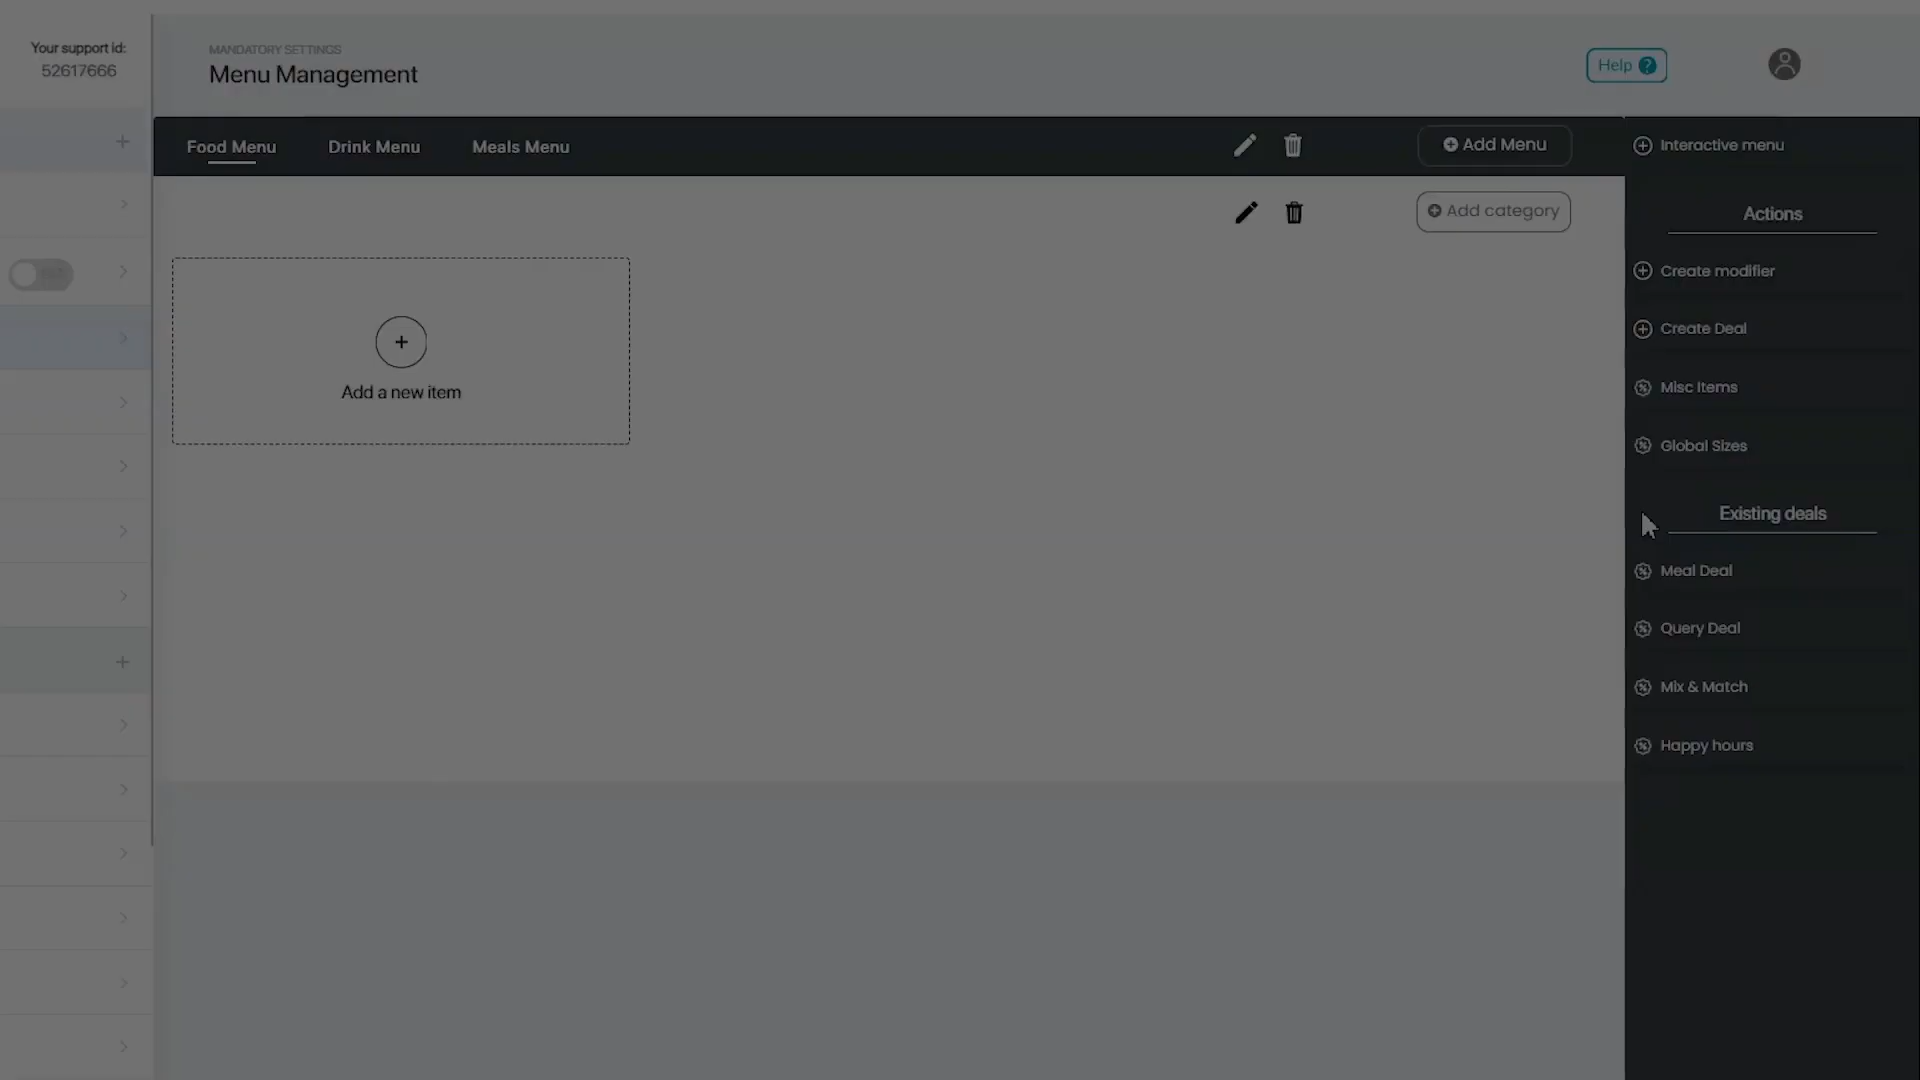 Your support id:
52617666
MANDATORY SETTINGS
Menu Management
Help ?
Food Menu
Drink Menu
Meals Menu
Add Menu
Add category
Add a new item
Interactive menu
Actions
Create modifier
Create Deal
Misc Items
Global Sizes
Existing deals
Meal Deal
Query Deal
Mix & Match
Happy hours